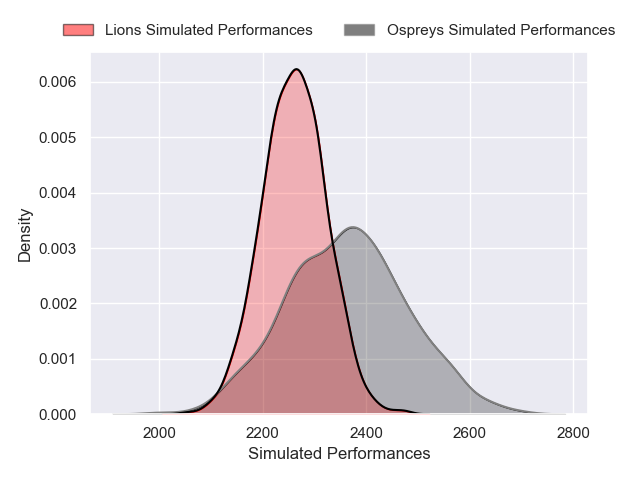 Lions Simulated Performances Ospreys Simulated Performances
0.006
0.005
0.004
0.003
0.002
0.001
0.000
Density
2000 2200 2400 2600 2800
Simulated Performances